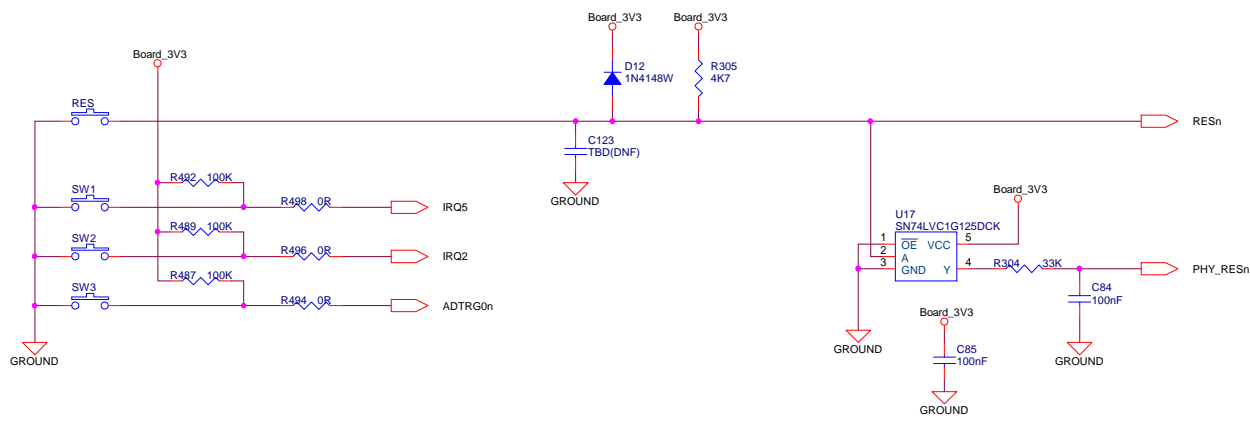 Board_3V3
Board_3V3
Board_3V3
D12
1N4148W
R305
4K7
RES
RESn
C123
TBD(DNF)
GROUND
R492 100K
SW1
R498 0R
IRQ5
R489 100K
SW2
R496 0R
IRQ2
R487 100K
SW3
R494 0R
ADTRG0n
GROUND
Board_3V3
U17
SN74LVC1G125DCK
1 OE VCC 5
2 A
3 GND Y 4
R304 33K
PHY_RESn
C84
100nF
GROUND
GROUND
Board_3V3
C85
100nF
GROUND